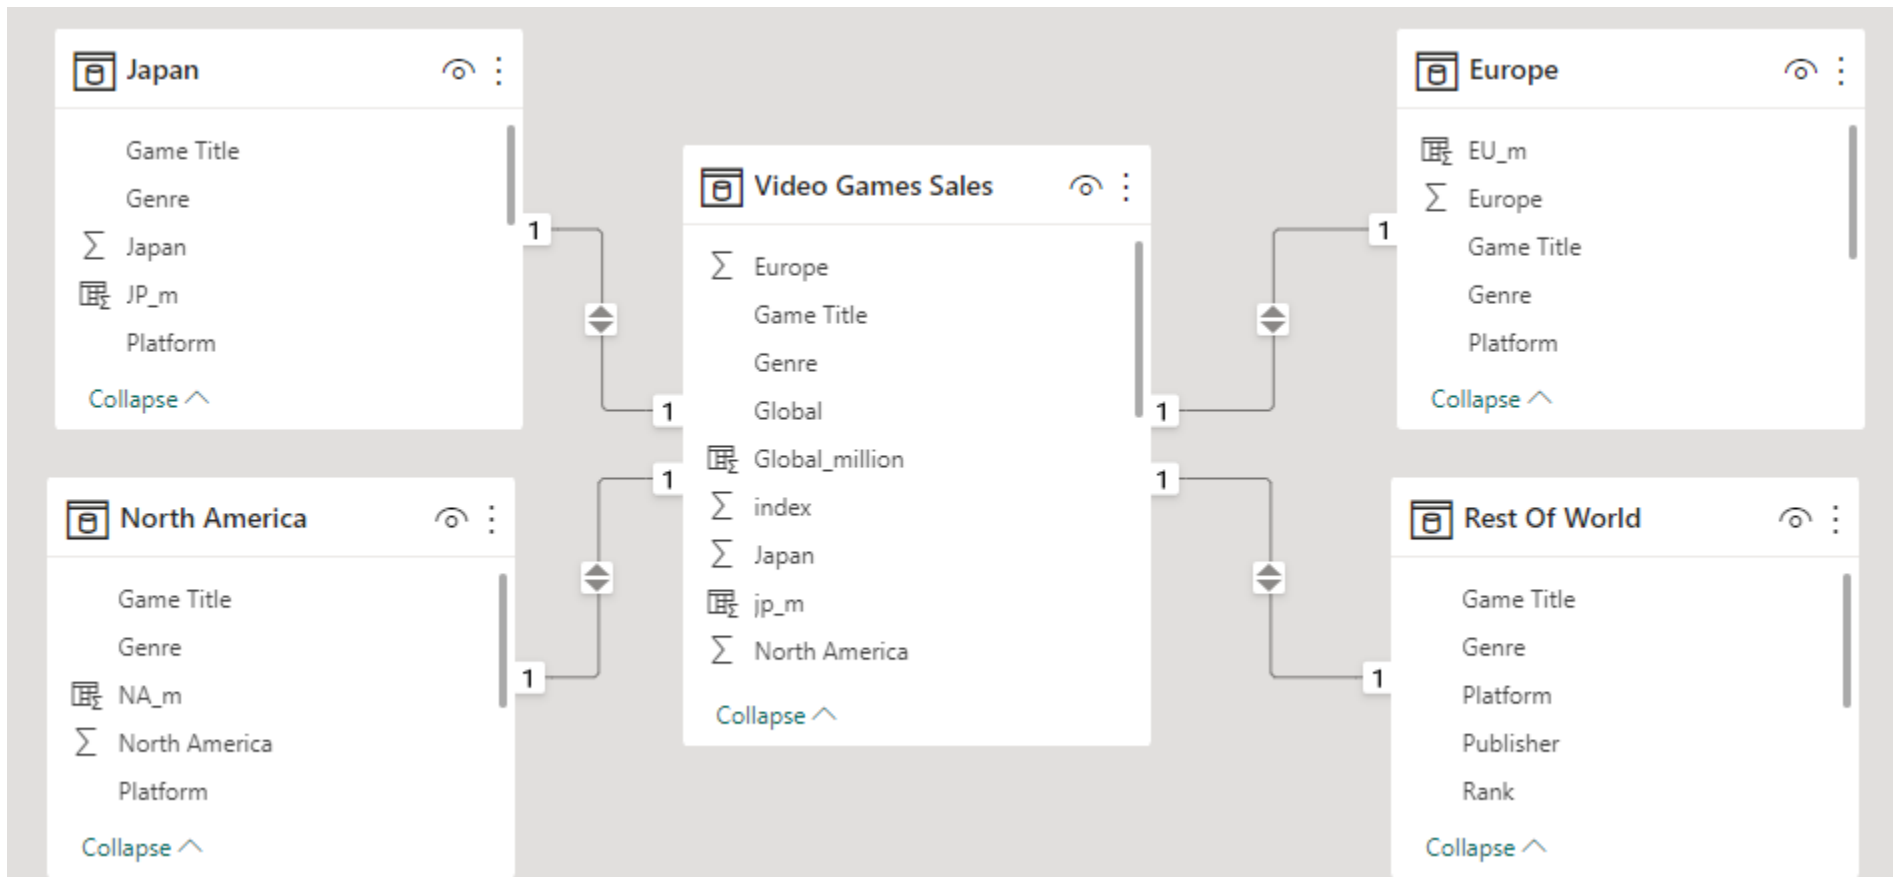 Japan
Game Title
Genre
Japan
JP_m
Platform
Collapse
1
1
North America
Game Title
Genre
NA_m
North America
Platform
Collapse
1
1
Video Games Sales
Europe
Game Title
Genre
Global
Global_million
index
Japan
jp_m
North America
Collapse
1
1
Europe
EU_m
Europe
Game Title
Genre
Platform
Collapse
1
1
Rest Of World
Game Title
Genre
Platform
Publisher
Rank
Collapse